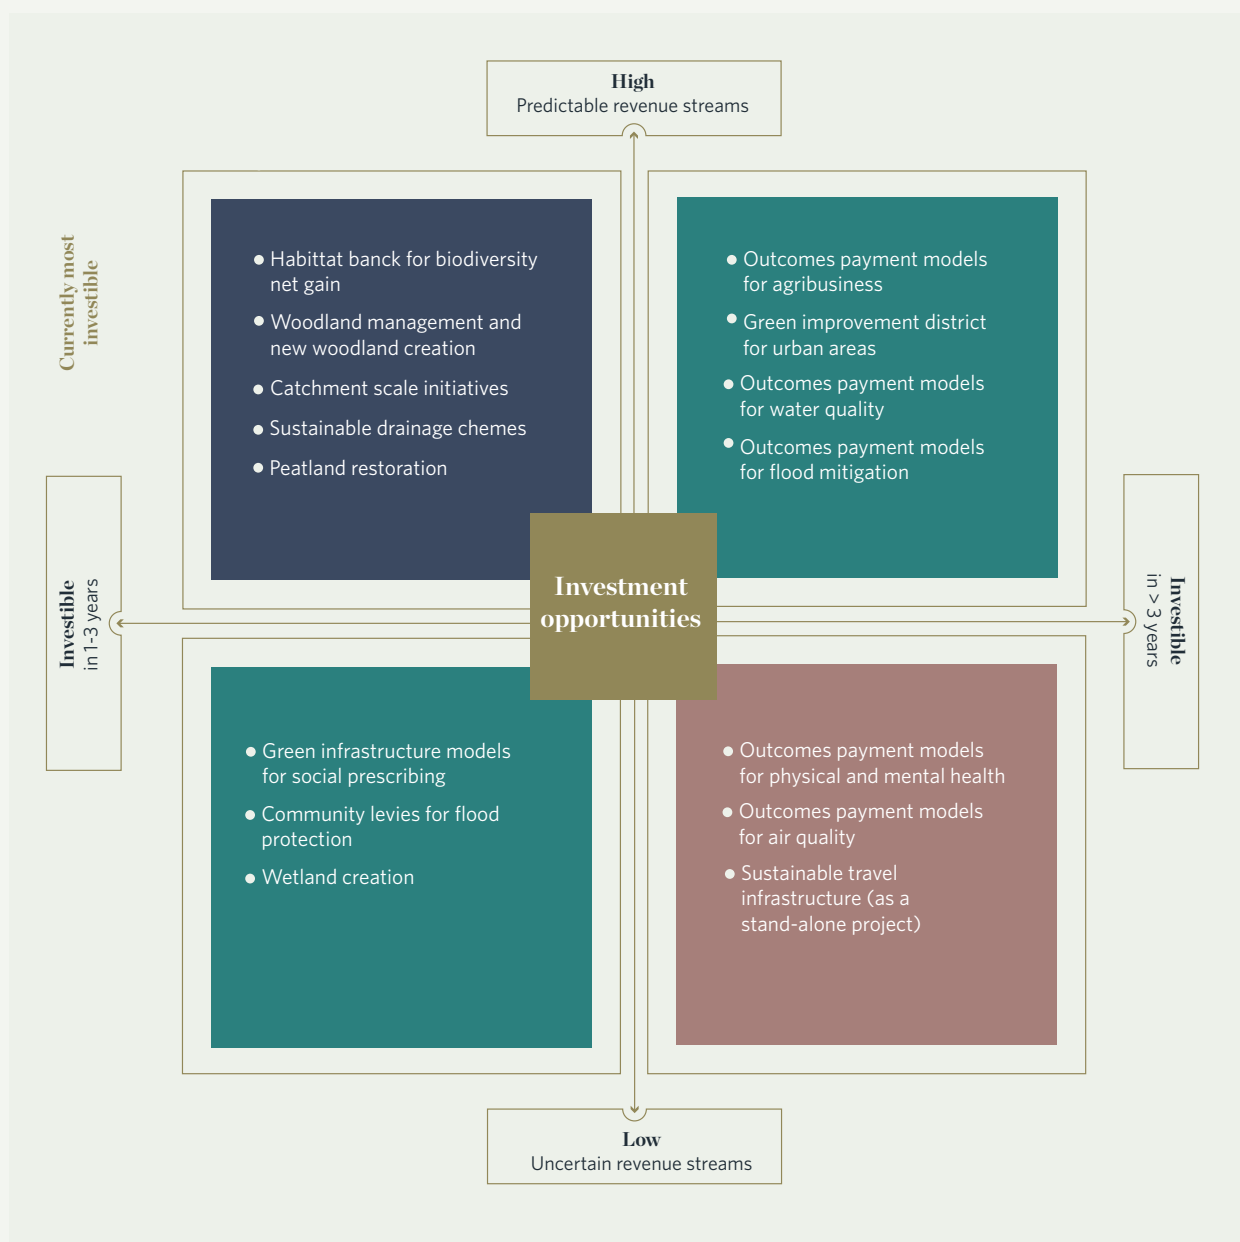 High
Predictable revenue streams
Currently most
investible
Habittat banck for biodiversity
net gain
Woodland management and
new woodland creation
Catchment scale initiatives
Sustainable drainage chemes
Peatland restoration
Outcomes payment models
for agribusiness
Green improvement district
for urban areas
Outcomes payment models
for water quality
Outcomes payment models
for flood mitigation
Investible
in 1-3 years
Investment
opportunities
Investible
in > 3 years
Green infrastructure models
for social prescribing
Community levies for flood
protection
Wetland creation
Outcomes payment models
for physical and mental health
Outcomes payment models
for air quality
Sustainable travel
infrastructure (as a
stand-alone project)
Low
Uncertain revenue streams